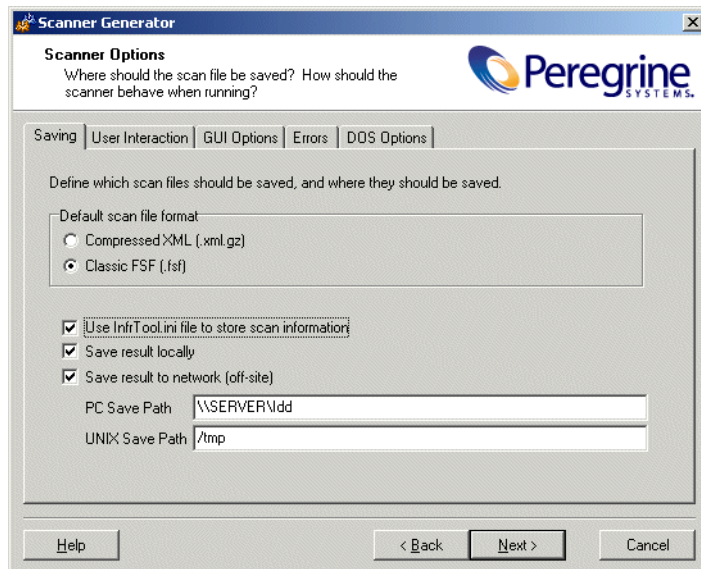 Scanner Generator
Scanner Options
Where should the scan file be saved? How should the
scanner behave when running?
Peregrine
SYSTEMS.
Saving User Interaction GUI Options Errors DOS Options
Define which scan files should be saved, and where they should be saved.
Default scan file format
Compressed XML (.xml.gz)
Classic FSF (.fsf)
Use InfrTool.ini file to store scan information
Save result locally
Save result to network (off-site)
PC Save Path \\SERVER\Idd
UNIX Save Path /tmp
Help < Back Next > Cancel